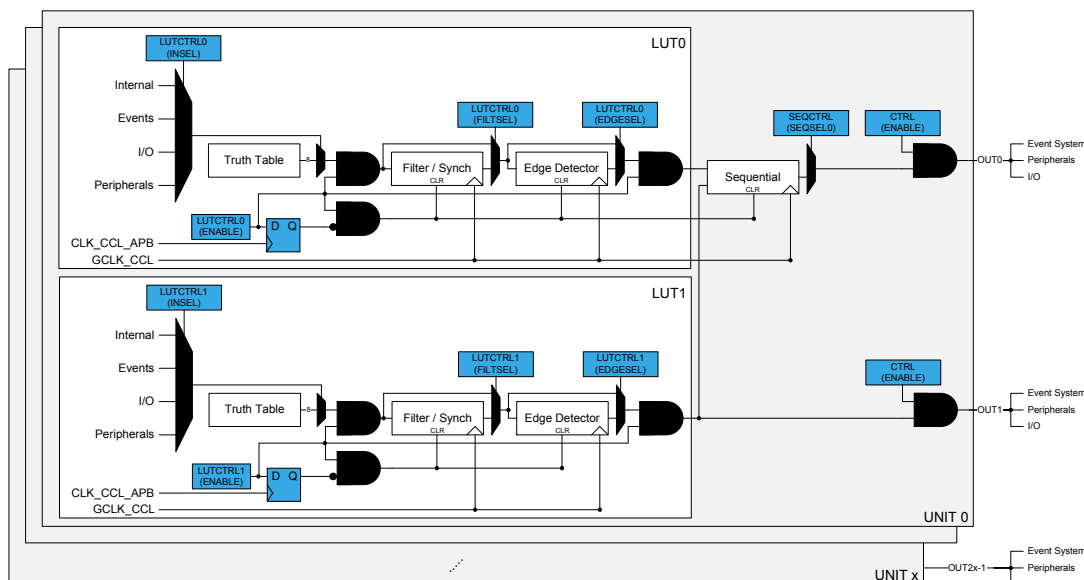 LUT0
LUTCTRL0
(INSEL)
Internal
Events
I/O
Peripherals
Truth Table
8
LUTCTRL0
(FILTSEL)
LUTCTRL0
(EDGESEL)
Filter / Synch
CLR
Edge Detector
CLR
LUTCTRL0
(ENABLE)
D Q
CLK_CCL_APB
GCLK_CCL
SEQCTRL
(SEQSEL0)
Sequential
CLR
CTRL
(ENABLE)
OUT0
Event System
Peripherals
I/O
LUT1
LUTCTRL1
(INSEL)
Internal
Events
I/O
Peripherals
Truth Table
8
LUTCTRL1
(FILTSEL)
LUTCTRL1
(EDGESEL)
Filter / Synch
CLR
Edge Detector
CLR
LUTCTRL1
(ENABLE)
D Q
CLK_CCL_APB
GCLK_CCL
CTRL
(ENABLE)
OUT1
Event System
Peripherals
I/O
UNIT 0
UNIT x
OUT2x-1
Event System
Peripherals